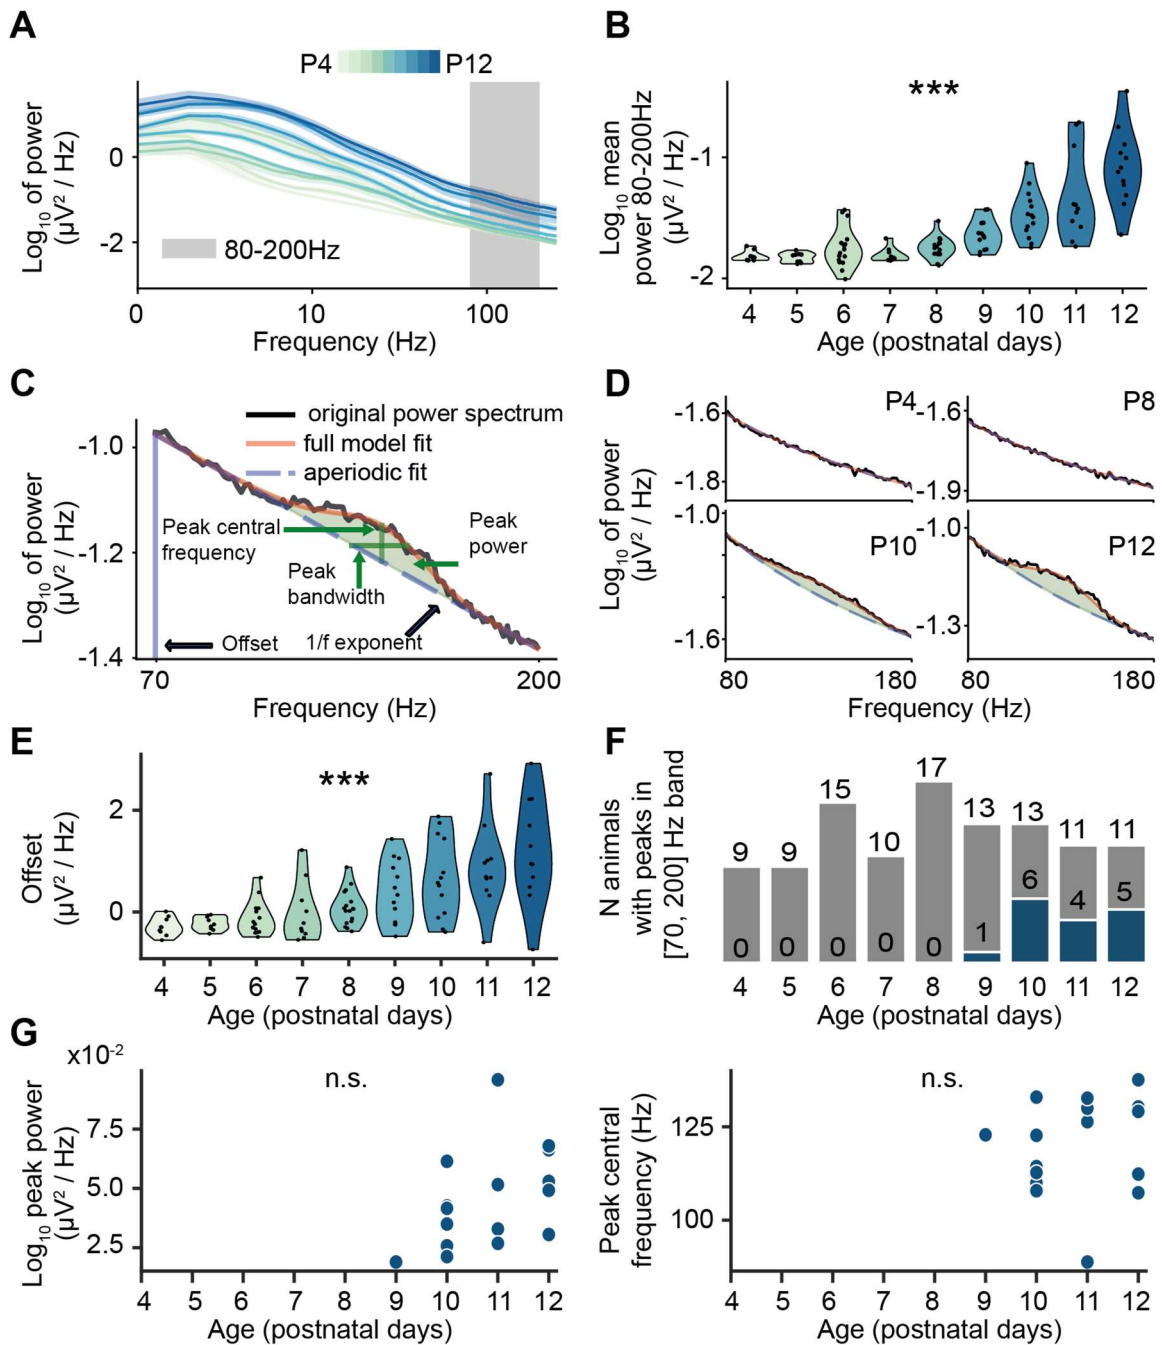 A
P4 P12
Log10 of power
(µV² / Hz)
0
-2
80-200Hz
0 10 100
Frequency (Hz)
B
***
Log10 mean
power 80-200Hz
(µV² / Hz)
-1
-2
4 5 6 7 8 9 10 11 12
Age (postnatal days)
C
original power spectrum
full model fit
aperiodic fit
Log10 of power
(µV² / Hz)
-1.0
-1.2
-1.4
Peak central
frequency
Peak
power
Peak
bandwidth
Offset
1/f exponent
70 200
Frequency (Hz)
D
Log10 of power
(µV² / Hz)
P4
-1.6
-1.8
P8
-1.6
-1.9
P10
-1.0
-1.6
P12
-1.0
-1.3
80 180 80 180
Frequency (Hz)
E
***
Offset
(µV² / Hz)
2
0
4 5 6 7 8 9 10 11 12
Age (postnatal days)
F
N animals
with peaks in
[70, 200] Hz band
9 9 15 10 17 13 13 11 11
0 0 0 0 0 1 6 4 5
4 5 6 7 8 9 10 11 12
Age (postnatal days)
G
x10-2
n.s.
Log10 peak power
(µV² / Hz)
7.5
5.0
2.5
4 5 6 7 8 9 10 11 12
Age (postnatal days)
n.s.
Peak central
frequency (Hz)
125
100
4 5 6 7 8 9 10 11 12
Age (postnatal days)